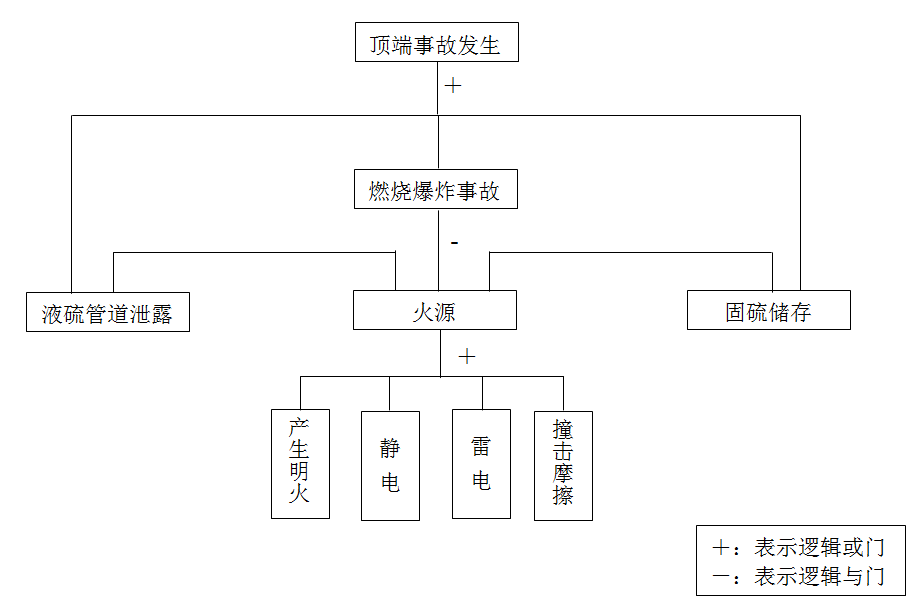 顶端事故发生
＋
燃烧爆炸事故
-
液硫管道泄露
火源
固硫储存
＋
产生明火
静电
雷电
撞击摩擦
＋：表示逻辑或门
－：表示逻辑与门